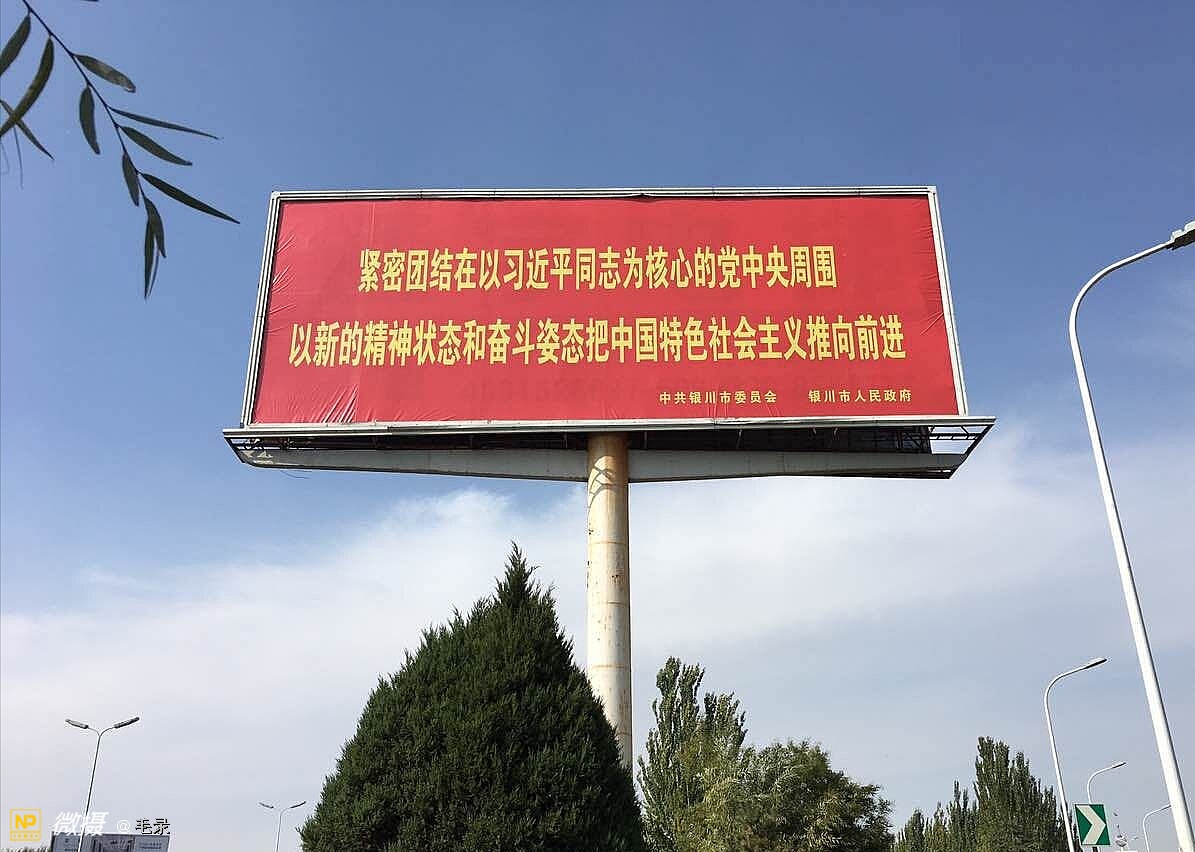 紧密团结在以习近平同志为核心的党中央周围
以新的精神状态和奋斗姿态把中国特色社会主义推向前进
中共银川市委员会 银川市人民政府
NP 微摄 @毛录